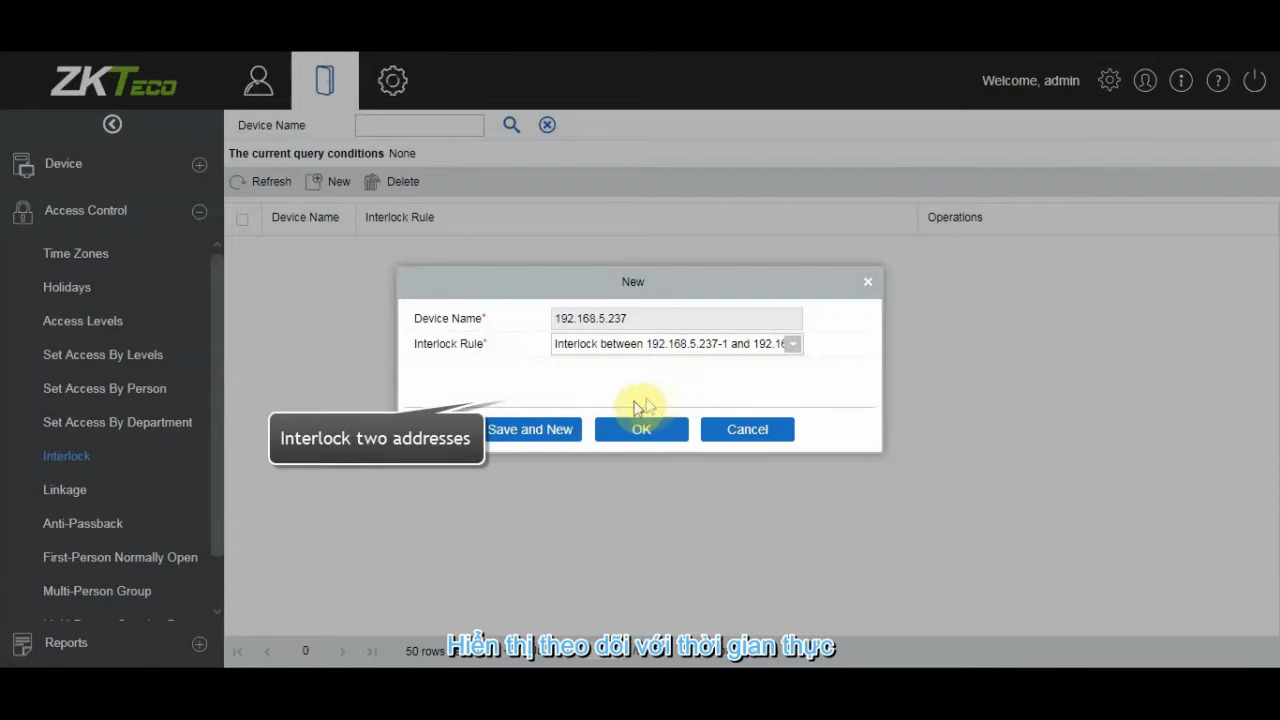 ZKTeco
Welcome, admin
Device Name
The current query conditions None
Refresh New Delete
Device Name Interlock Rule Operations
Device
Access Control
Time Zones
Holidays
Access Levels
Set Access By Levels
Set Access By Person
Set Access By Department
Interlock
Linkage
Anti-Passback
First-Person Normally Open
Multi-Person Group
Reports
New
Device Name* 192.168.5.237
Interlock Rule* Interlock between 192.168.5.237-1 and 192.16
Save and New OK Cancel
Interlock two addresses
0 50 rows
Hiển thị theo dõi với thời gian thực